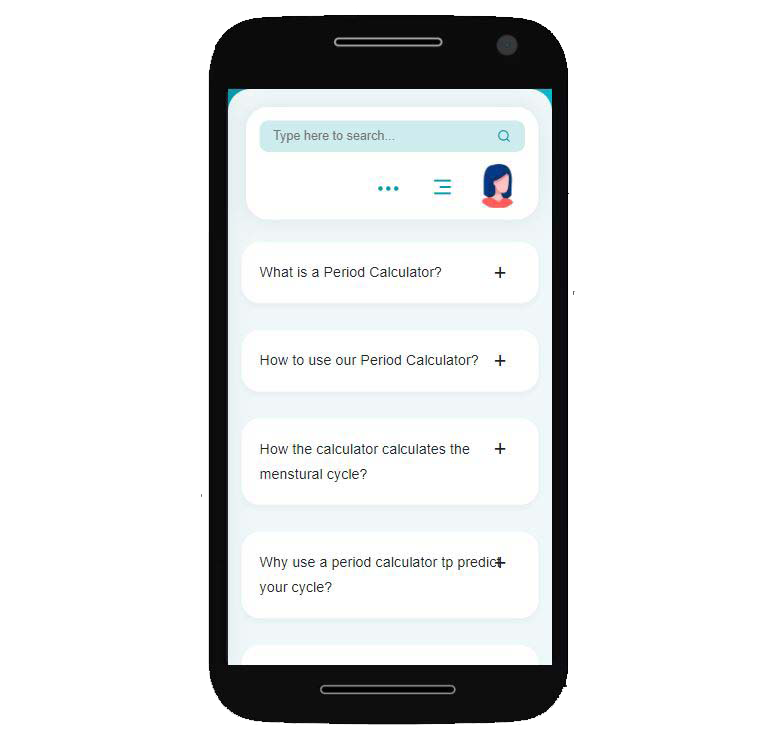 Type here to search...
What is a Period Calculator?
How to use our Period Calculator?
How the calculator calculates the
menstural cycle?
Why use a period calculator tp predict
your cycle?